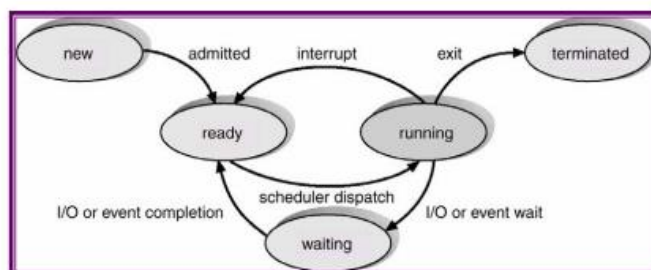 new
admitted
interrupt
exit
terminated
ready
running
scheduler dispatch
I/O or event completion
I/O or event wait
waiting